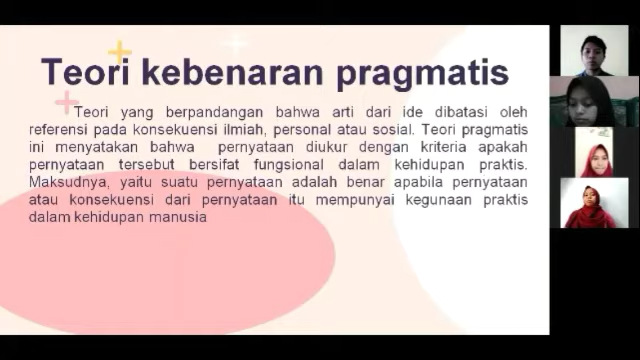 Teori kebenaran pragmatis
Teori yang berpandangan bahwa arti dari ide dibatasi oleh
referensi pada konsekuensi ilmiah, personal atau sosial. Teori pragmatis
ini menyatakan bahwa pernyataan diukur dengan kriteria apakah
pernyataan tersebut bersifat fungsional dalam kehidupan praktis.
Maksudnya, yaitu suatu pernyataan adalah benar apabila pernyataan
atau konsekuensi dari pernyataan itu mempunyai kegunaan praktis
dalam kehidupan manusia